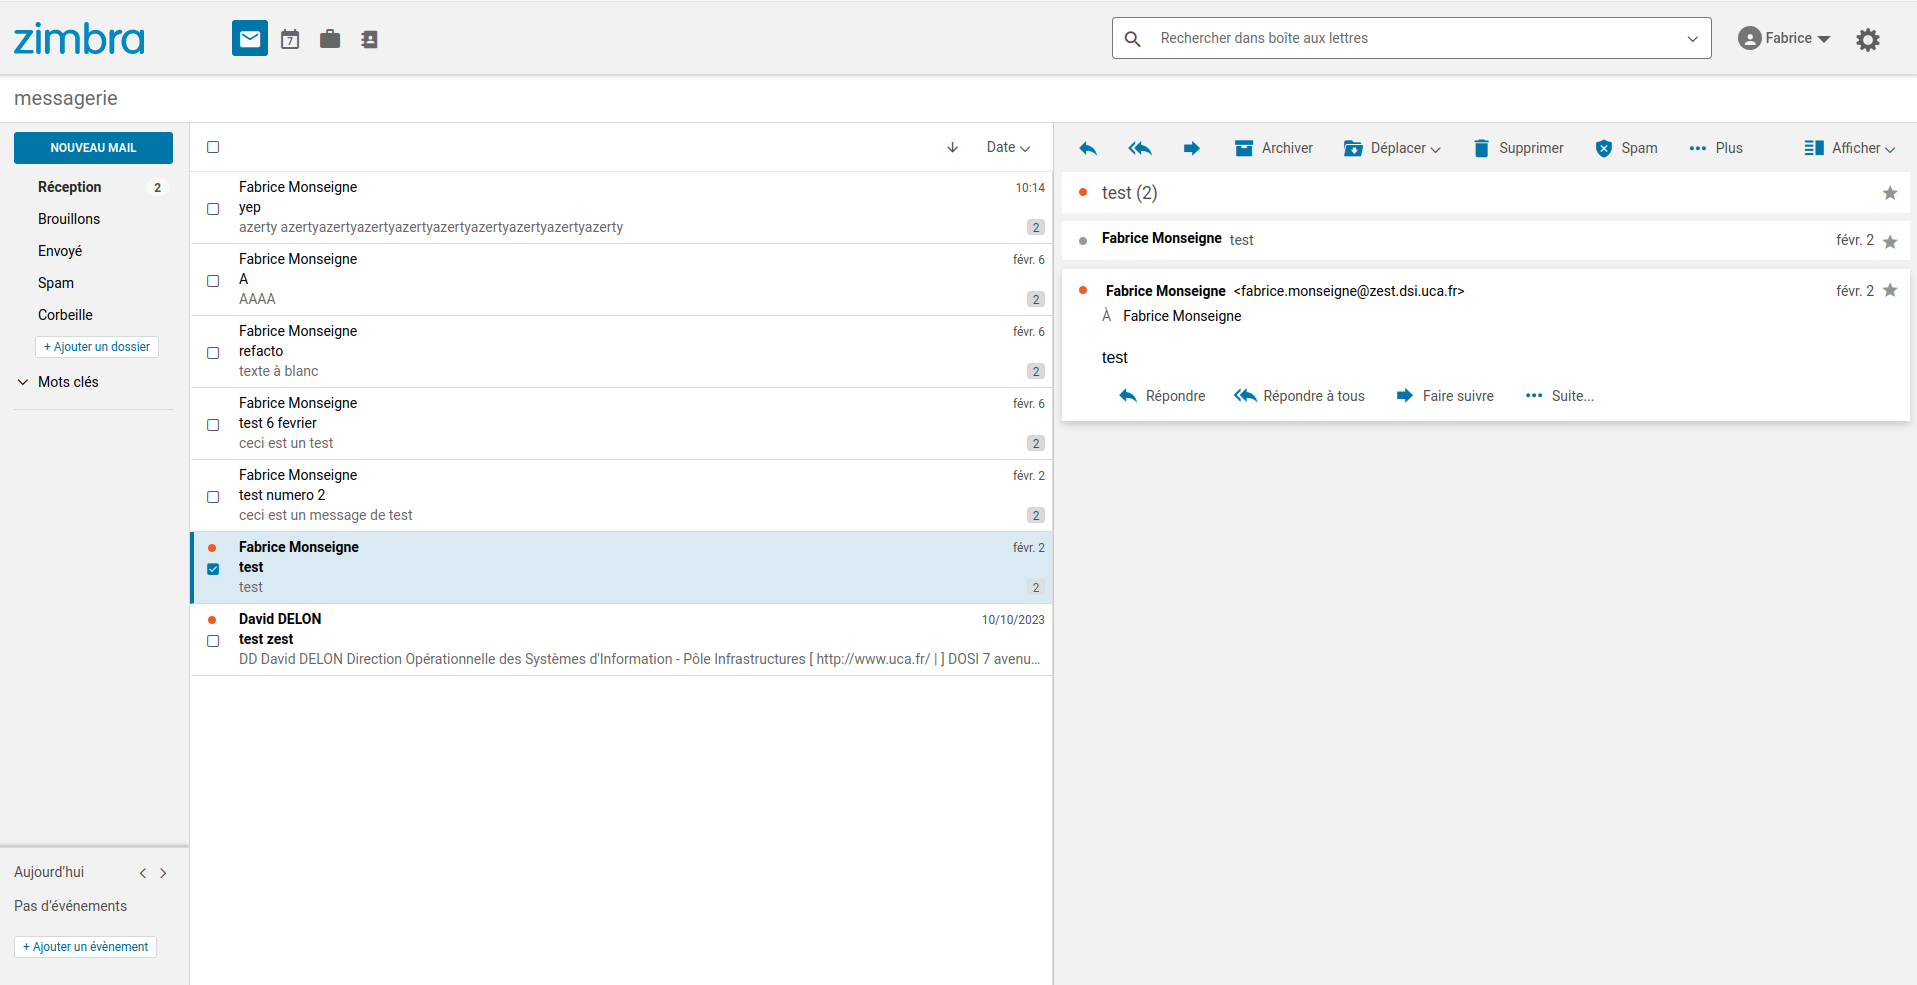 zimbra
7
Rechercher dans boîte aux lettres
Fabrice
messagerie
NOUVEAU MAIL
Réception 2
Brouillons
Envoyé
Spam
Corbeille
+ Ajouter un dossier
Mots clés
Aujourd'hui
Pas d'événements
+ Ajouter un évènement
Date
Fabrice Monseigne 10:14
yep
azerty azertyazertyazertyazertyazertyazertyazertyazertyazerty 2
Fabrice Monseigne févr. 6
A
AAAA 2
Fabrice Monseigne févr. 6
refacto
texte à blanc 2
Fabrice Monseigne févr. 6
test 6 fevrier
ceci est un test 2
Fabrice Monseigne févr. 2
test numero 2
ceci est un message de test 2
Fabrice Monseigne févr. 2
test
test 2
David DELON 10/10/2023
test zest
DD David DELON Direction Opérationnelle des Systèmes d'Information - Pôle Infrastructures [ http://www.uca.fr/ | ] DOSI 7 avenu...
Archiver Déplacer Supprimer Spam Plus Afficher
test (2)
Fabrice Monseigne test févr. 2
Fabrice Monseigne <fabrice.monseigne@zest.dsi.uca.fr> févr. 2
À Fabrice Monseigne
test
Répondre Répondre à tous Faire suivre Suite...